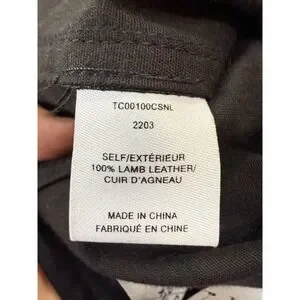 TC00100CSNL
2203
SELF/EXTÉRIEUR
100% LAMB LEATHER/
CUIR D'AGNEAU
MADE IN CHINA
FABRIQUÉ EN CHINE